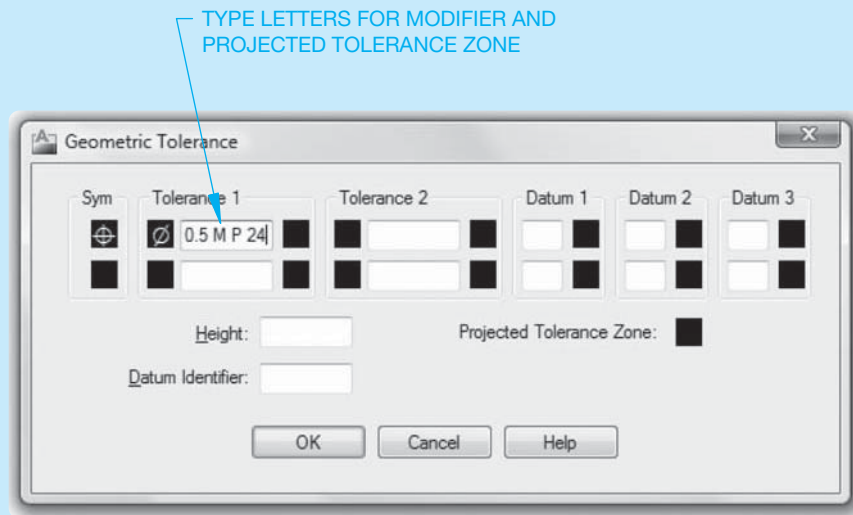 TYPE LETTERS FOR MODIFIER AND
PROJECTED TOLERANCE ZONE
Geometric Tolerance
Sym Tolerance 1 Tolerance 2 Datum 1 Datum 2 Datum 3
0.5 M P 24
Height: Projected Tolerance Zone:
Datum Identifier:
OK Cancel Help